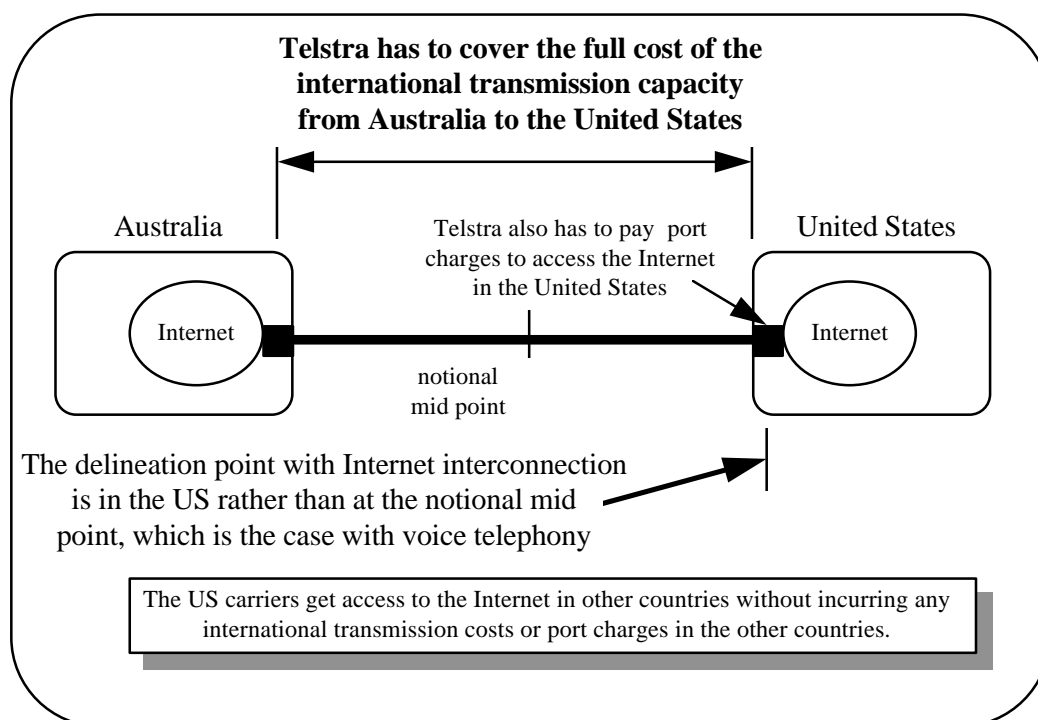 Telstra has to cover the full cost of the
international transmission capacity
from Australia to the United States
Australia
United States
Telstra also has to pay port
charges to access the Internet
in the United States
Internet
Internet
notional
mid point
The delineation point with Internet interconnection
is in the US rather than at the notional mid
point, which is the case with voice telephony
The US carriers get access to the Internet in other countries without incurring any
international transmission costs or port charges in the other countries.